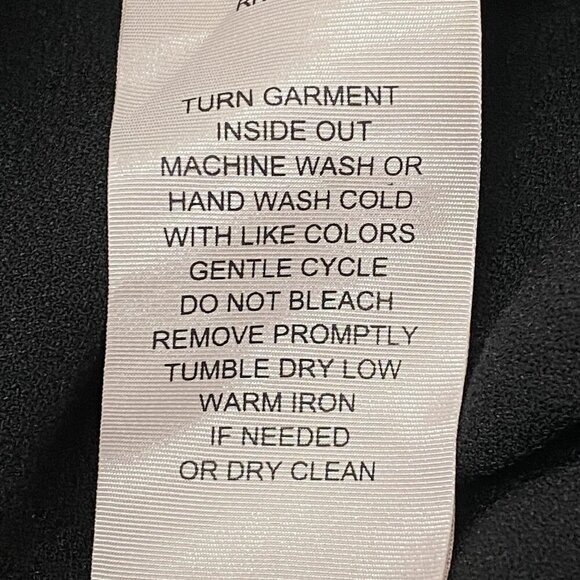 TURN GARMENT
INSIDE OUT
MACHINE WASH OR
HAND WASH COLD
WITH LIKE COLORS
GENTLE CYCLE
DO NOT BLEACH
REMOVE PROMPTLY
TUMBLE DRY LOW
WARM IRON
IF NEEDED
OR DRY CLEAN